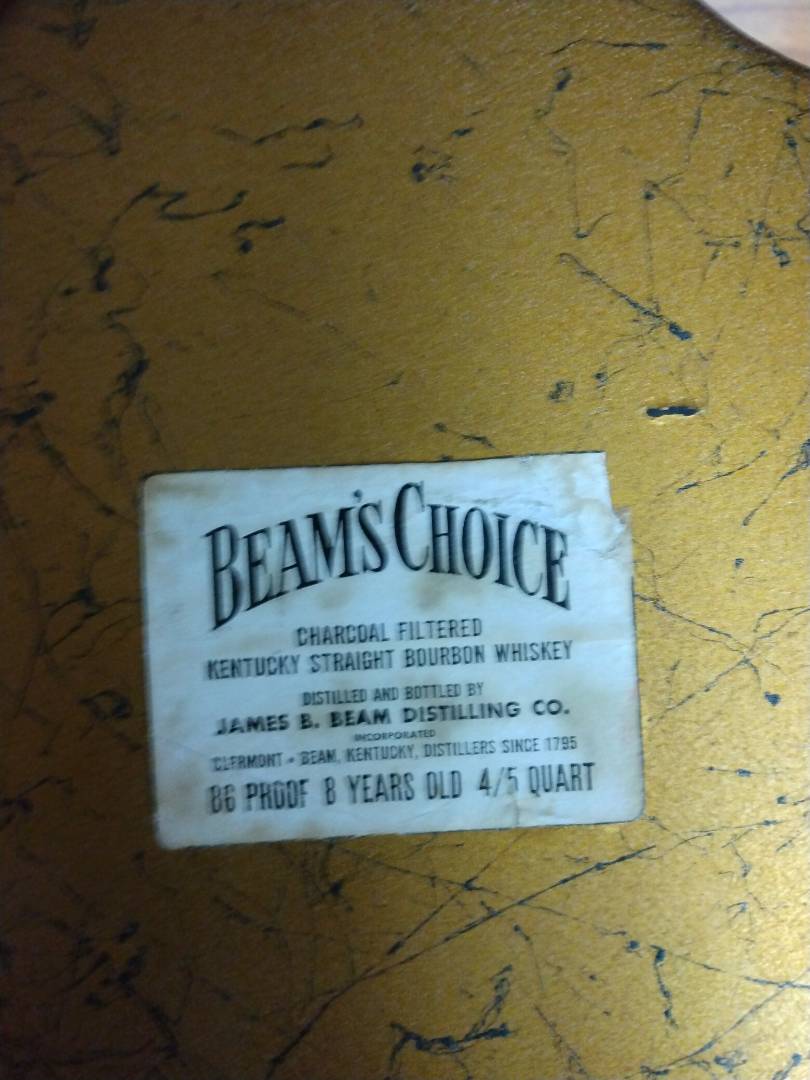 BEAM'S CHOICE
CHARCOAL FILTERED
KENTUCKY STRAIGHT BOURBON WHISKEY
DISTILLED AND BOTTLED BY
JAMES B. BEAM DISTILLING CO.
INCORPORATED
CLERMONT - BEAM, KENTUCKY, DISTILLERS SINCE 1795
86 PROOF 8 YEARS OLD 4/5 QUART